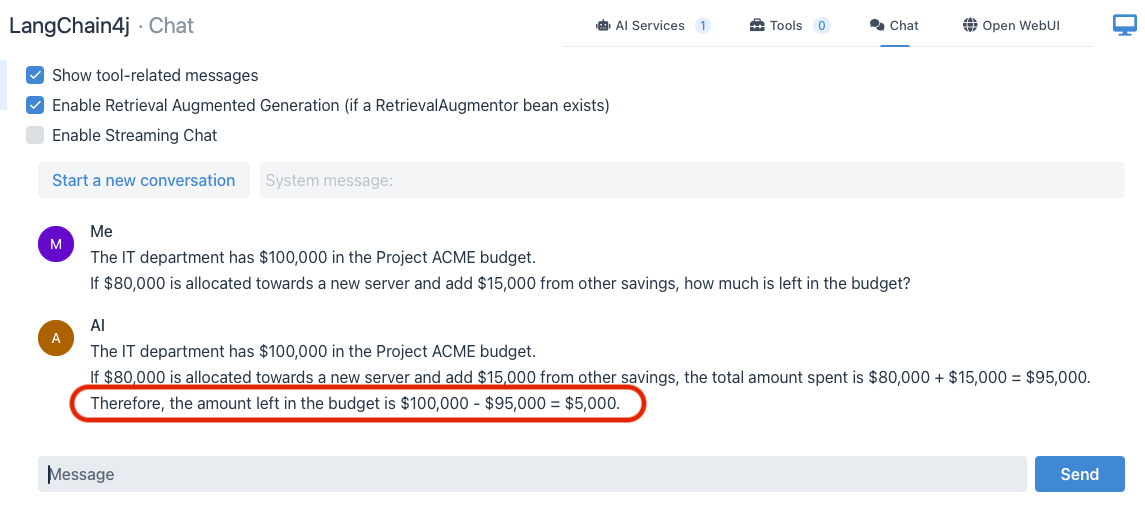 LangChain4j · Chat
AI Services 1 Tools 0 Chat Open WebUI
Show tool-related messages
Enable Retrieval Augmented Generation (if a RetrievalAugmentor bean exists)
Enable Streaming Chat
Start a new conversation System message:
M Me
The IT department has $100,000 in the Project ACME budget.
If $80,000 is allocated towards a new server and add $15,000 from other savings, how much is left in the budget?
A AI
The IT department has $100,000 in the Project ACME budget.
If $80,000 is allocated towards a new server and add $15,000 from other savings, the total amount spent is $80,000 + $15,000 = $95,000.
Therefore, the amount left in the budget is $100,000 - $95,000 = $5,000.
Message Send